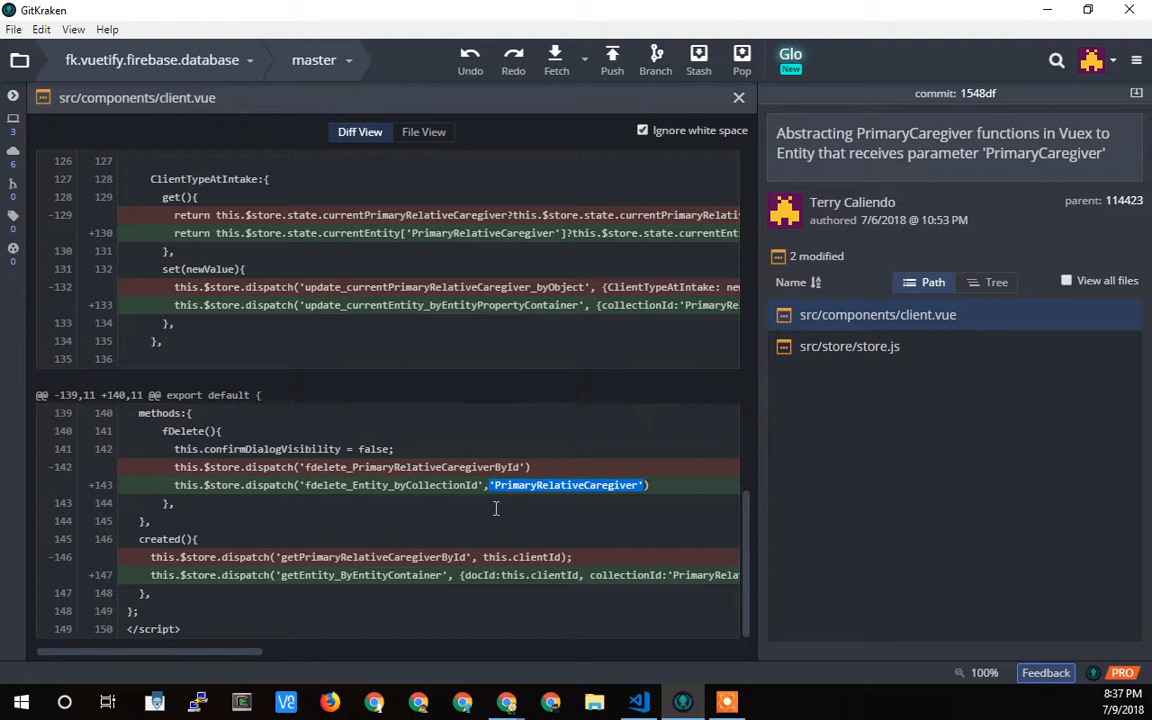 GitKraken
File Edit View Help
fk.vuetify.firebase.database master Undo Redo Fetch Push Branch Stash Pop Glo New
src/components/client.vue
commit: 1548df
Diff View File View Ignore white space
Abstracting PrimaryCaregiver functions in Vuex to
Entity that receives parameter 'PrimaryCaregiver'
Terry Caliendo
authored 7/6/2018 @ 10:53 PM
parent: 114423
2 modified
Name Path Tree View all files
src/components/client.vue
src/store/store.js
3
6
0
0
0
126 127
127 128 ClientTypeAtIntake:{
128 129 get(){
-129 return this.$store.state.currentPrimaryRelativeCaregiver?this.$store.state.currentPrimaryRelati
+130 return this.$store.state.currentEntity['PrimaryRelativeCaregiver']?this.$store.state.currentEnt
130 131 },
131 132 set(newValue){
-132 this.$store.dispatch('update_currentPrimaryRelativeCaregiver_byObject', {ClientTypeAtIntake: ne
+133 this.$store.dispatch('update_currentEntity_byEntityPropertyContainer', {collectionId:'PrimaryRe
133 134 },
134 135 },
135 136
@@ -139,11 +140,11 @@ export default {
139 140 methods:{
140 141 fDelete(){
141 142 this.confirmDialogVisibility = false;
-142 this.$store.dispatch('fdelete_PrimaryRelativeCaregiverById')
+143 this.$store.dispatch('fdelete_Entity_byCollectionId','PrimaryRelativeCaregiver')
143 144 },
144 145 },
145 146 created(){
-146 this.$store.dispatch('getPrimaryRelativeCaregiverById', this.clientId);
+147 this.$store.dispatch('getEntity_ByEntityContainer', {docId:this.clientId, collectionId:'PrimaryRela
147 148 },
148 149 };
149 150 </script>
100% Feedback PRO
8:37 PM
7/9/2018